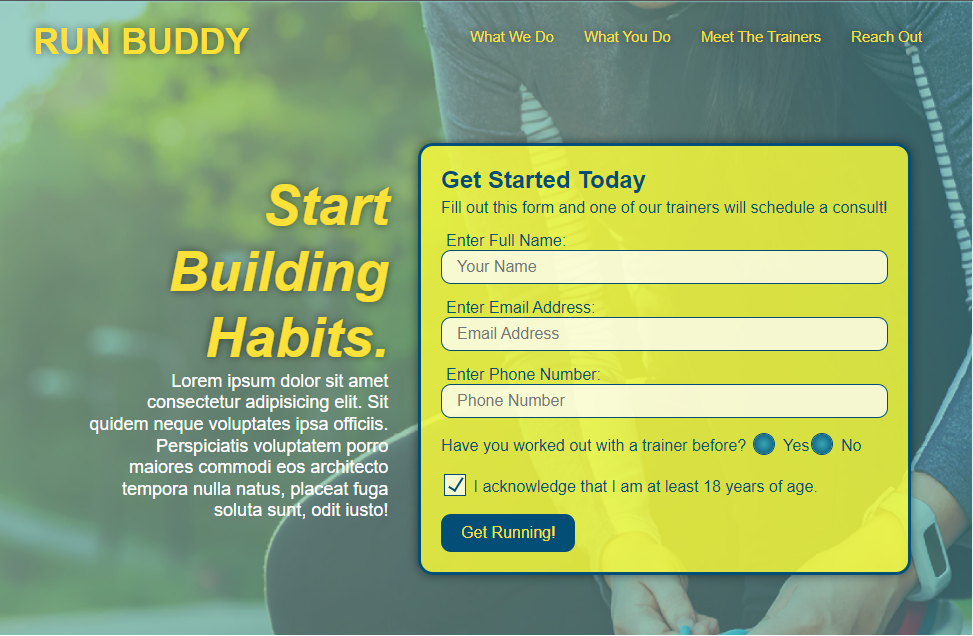 RUN BUDDY
What We Do What You Do Meet The Trainers Reach Out
Start
Building
Habits.
Lorem ipsum dolor sit amet
consectetur adipisicing elit. Sit
quidem neque voluptates ipsa officiis.
Perspiciatis voluptatem porro
maiores commodi eos architecto
tempora nulla natus, placeat fuga
soluta sunt, odit iusto!
Get Started Today
Fill out this form and one of our trainers will schedule a consult!
Enter Full Name:
Your Name
Enter Email Address:
Email Address
Enter Phone Number:
Phone Number
Have you worked out with a trainer before? Yes No
I acknowledge that I am at least 18 years of age.
Get Running!